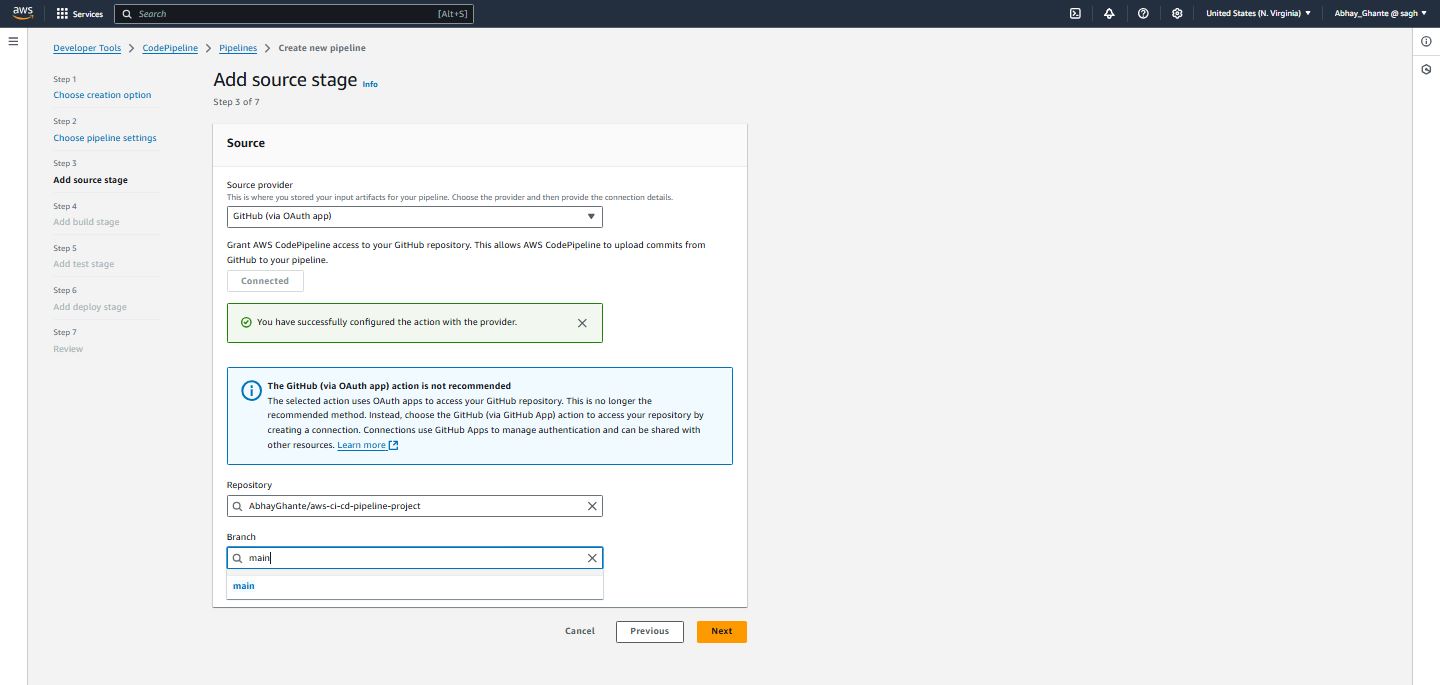 aws
Services
Search
[Alt+S]
United States (N. Virginia)
Abhay_Ghante @ sagh
Developer Tools
CodePipeline
Pipelines
Create new pipeline
Step 1
Choose creation option
Step 2
Choose pipeline settings
Step 3
Add source stage
Step 4
Add build stage
Step 5
Add test stage
Step 6
Add deploy stage
Step 7
Review
Add source stage Info
Step 3 of 7
Source
Source provider
This is where you stored your input artifacts for your pipeline. Choose the provider and then provide the connection details.
GitHub (via OAuth app)
Grant AWS CodePipeline access to your GitHub repository. This allows AWS CodePipeline to upload commits from
GitHub to your pipeline.
Connected
You have successfully configured the action with the provider.
The GitHub (via OAuth app) action is not recommended
The selected action uses OAuth apps to access your GitHub repository. This is no longer the
recommended method. Instead, choose the GitHub (via GitHub App) action to access your repository by
creating a connection. Connections use GitHub Apps to manage authentication and can be shared with
other resources. Learn more
Repository
AbhayGhante/aws-ci-cd-pipeline-project
Branch
main
main
Cancel
Previous
Next